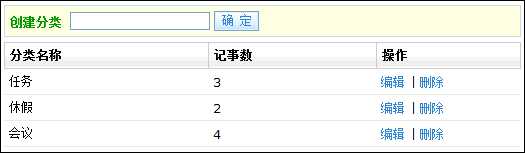 创建分类 确 定
分类名称 记事数 操作
任务 3 编辑 | 删除
休假 2 编辑 | 删除
会议 4 编辑 | 删除